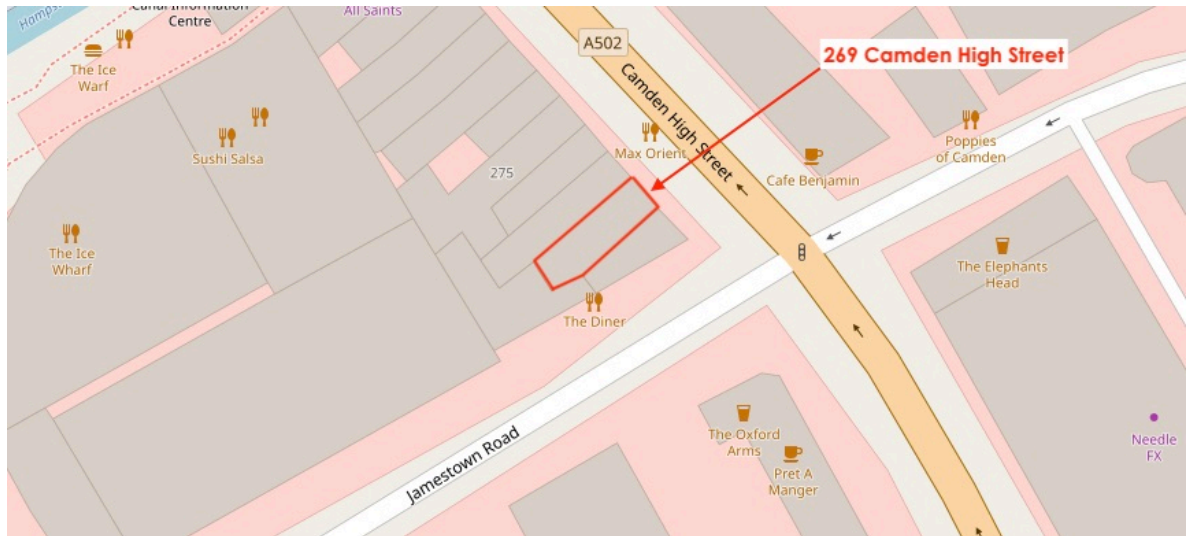 Hamps
Canal Information
Centre
All Saints
A502
269 Camden High Street
The Ice
Warf
Camden High Street
Sushi Salsa
Max Orient
Poppies
of Camden
275
Cafe Benjamin
The Ice
Wharf
The Elephants
Head
The Diner
The Oxford
Arms
Needle
FX
Jamestown Road
Pret A
Manger